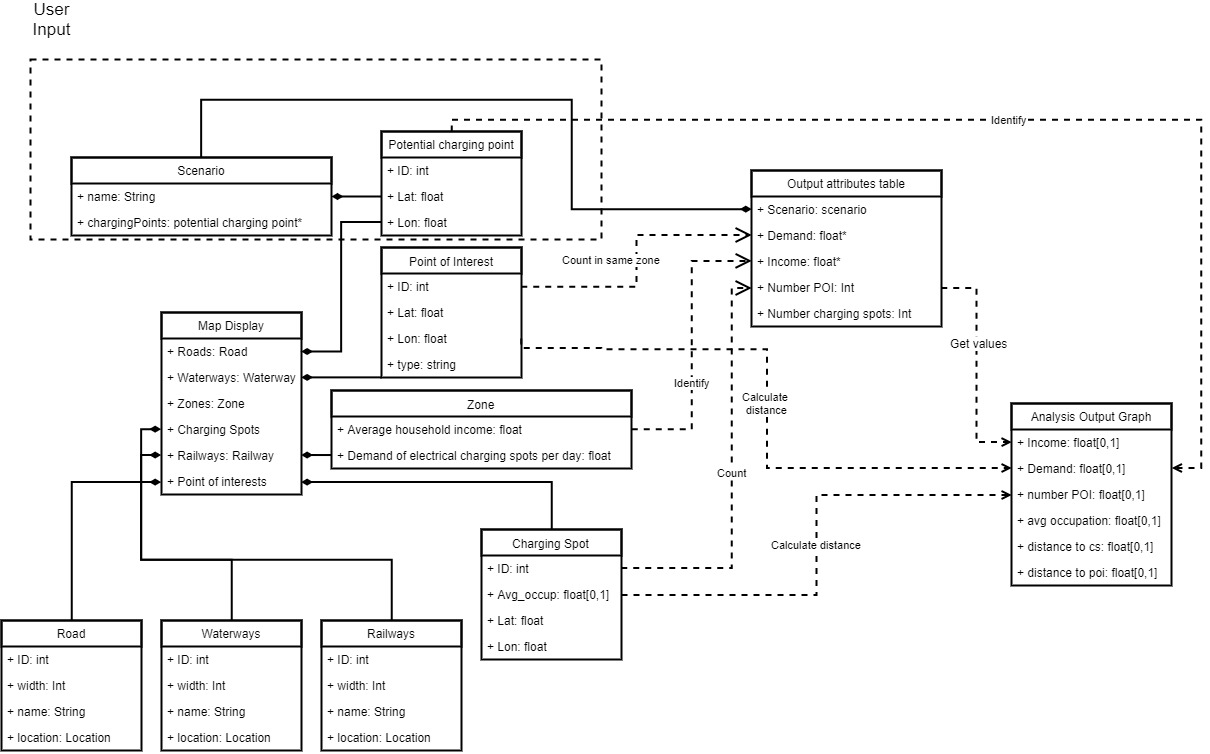 User
Input
Scenario
+ name: String
+ chargingPoints: potential charging point*
Potential charging point
+ ID: int
+ Lat: float
+ Lon: float
Identify
Output attributes table
+ Scenario: scenario
+ Demand: float*
+ Income: float*
+ Number POI: Int
+ Number charging spots: Int
Count in same zone
Point of Interest
+ ID: int
+ Lat: float
+ Lon: float
+ type: string
Map Display
+ Roads: Road
+ Waterways: Waterway
+ Zones: Zone
+ Charging Spots
+ Railways: Railway
+ Point of interests
Zone
+ Average household income: float
+ Demand of electrical charging spots per day: float
Identify
Calculate
distance
Get values
Count
Calculate distance
Analysis Output Graph
+ Income: float[0,1]
+ Demand: float[0,1]
+ number POI: float[0,1]
+ avg occupation: float[0,1]
+ distance to cs: float[0,1]
+ distance to poi: float[0,1]
Charging Spot
+ ID: int
+ Avg_occup: float[0,1]
+ Lat: float
+ Lon: float
Road
+ ID: int
+ width: Int
+ name: String
+ location: Location
Waterways
+ ID: int
+ width: Int
+ name: String
+ location: Location
Railways
+ ID: int
+ width: Int
+ name: String
+ location: Location